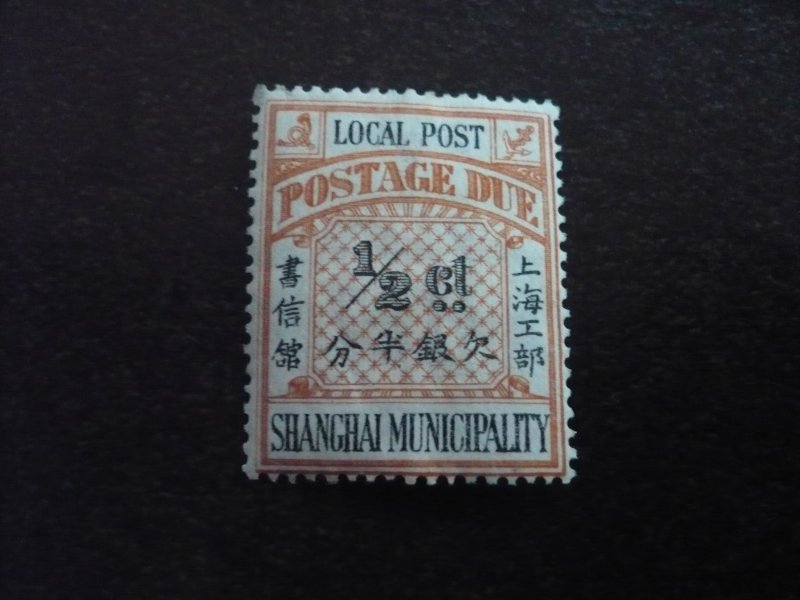 LOCAL POST
POSTAGE DUE
1/2 ct.
欠銀半分
上海工部
書信舘
SHANGHAI MUNICIPALITY